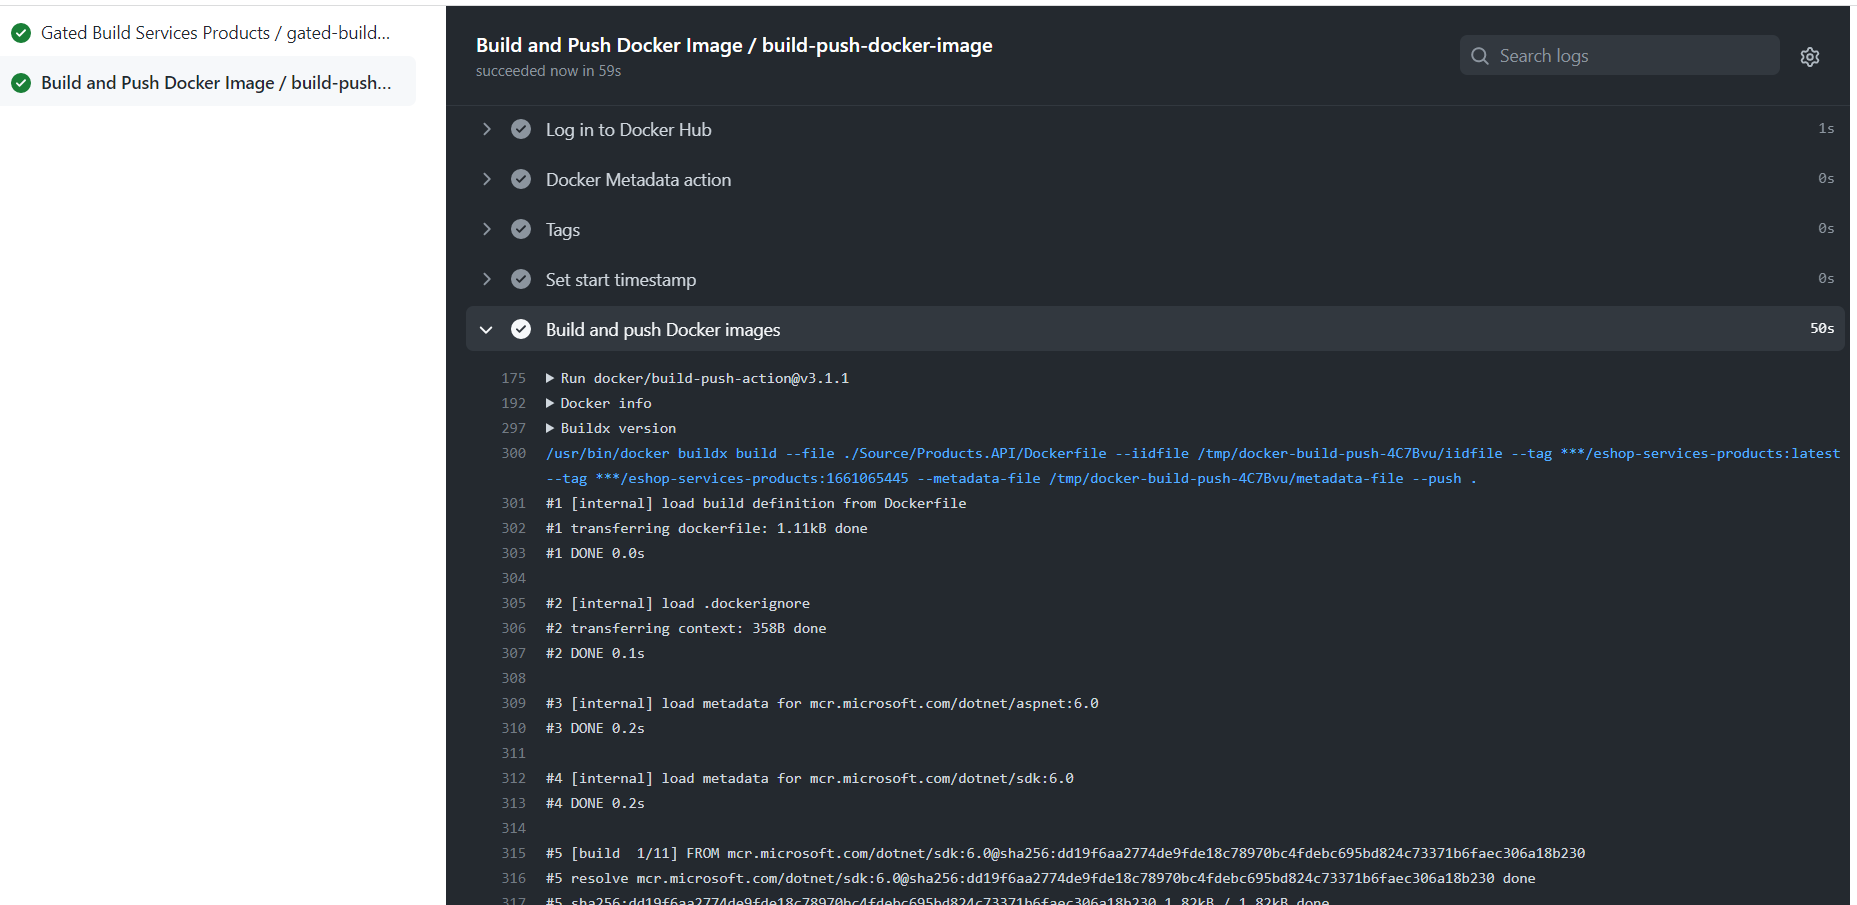 Gated Build Services Products / gated-build...
Build and Push Docker Image / build-push...
Build and Push Docker Image / build-push-docker-image
succeeded now in 59s
Search logs
Log in to Docker Hub 1s
Docker Metadata action 0s
Tags 0s
Set start timestamp 0s
Build and push Docker images 50s
175 Run docker/build-push-action@v3.1.1
192 Docker info
297 Buildx version
300 /usr/bin/docker buildx build --file ./Source/Products.API/Dockerfile --iidfile /tmp/docker-build-push-4C7Bvu/iidfile --tag ***/eshop-services-products:latest
--tag ***/eshop-services-products:1661065445 --metadata-file /tmp/docker-build-push-4C7Bvu/metadata-file --push .
301 #1 [internal] load build definition from Dockerfile
302 #1 transferring dockerfile: 1.11kB done
303 #1 DONE 0.0s
304
305 #2 [internal] load .dockerignore
306 #2 transferring context: 358B done
307 #2 DONE 0.1s
308
309 #3 [internal] load metadata for mcr.microsoft.com/dotnet/aspnet:6.0
310 #3 DONE 0.2s
311
312 #4 [internal] load metadata for mcr.microsoft.com/dotnet/sdk:6.0
313 #4 DONE 0.2s
314
315 #5 [build  1/11] FROM mcr.microsoft.com/dotnet/sdk:6.0@sha256:dd19f6aa2774de9fde18c78970bc4fdebc695bd824c73371b6faec306a18b230
316 #5 resolve mcr.microsoft.com/dotnet/sdk:6.0@sha256:dd19f6aa2774de9fde18c78970bc4fdebc695bd824c73371b6faec306a18b230 done
317 #5 sha256:dd19f6aa2774de9fde18c78970bc4fdebc695bd824c73371b6faec306a18b230 1.82kB / 1.82kB done